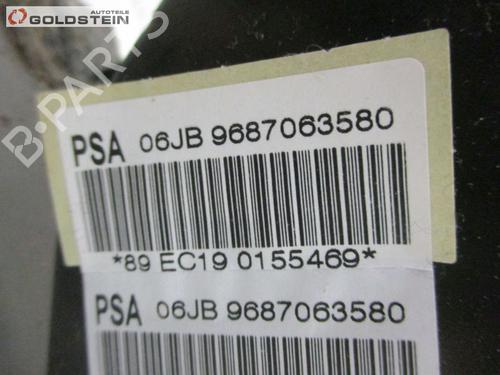 Autoteile
GOLDSTEIN
B-PARTS
PSA 06JB 9687063580
*89 EC19 0155469*
PSA 06JB 9687063580